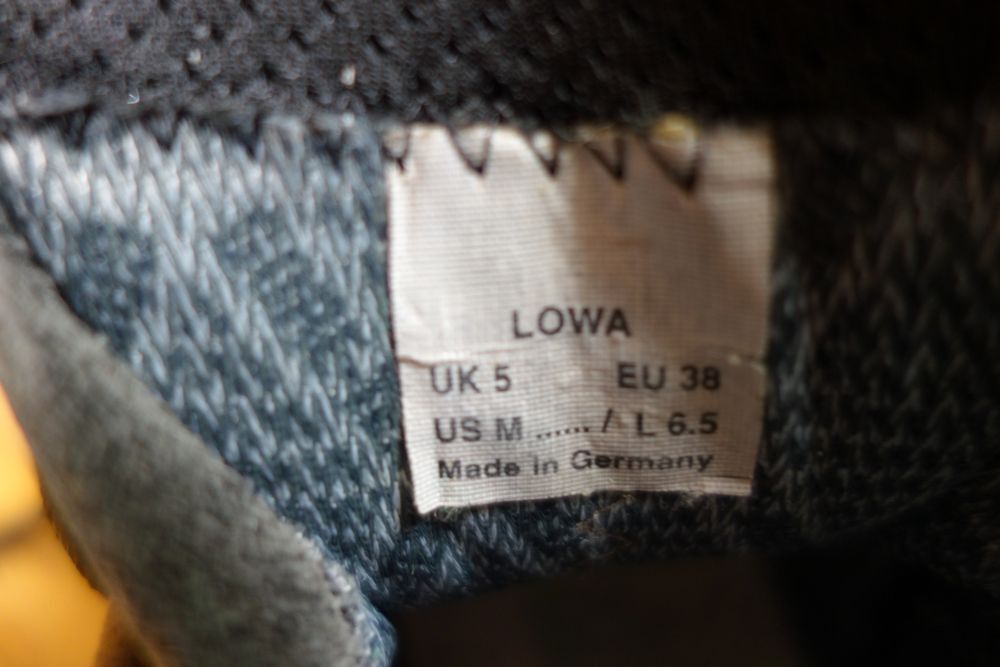 LOWA
UK 5 EU 38
US M ...... / L 6.5
Made in Germany